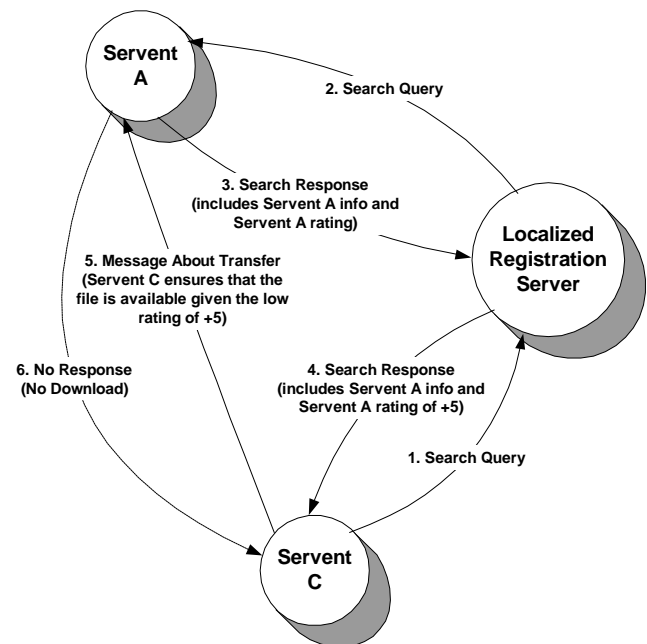 Servent
A
2. Search Query
3. Search Response
(includes Servent A info and
Servent A rating)
Localized
Registration
Server
5. Message About Transfer
(Servent C ensures that the
file is available given the low
rating of +5)
6. No Response
(No Download)
4. Search Response
(includes Servent A info and
Servent A rating of +5)
1. Search Query
Servent
C